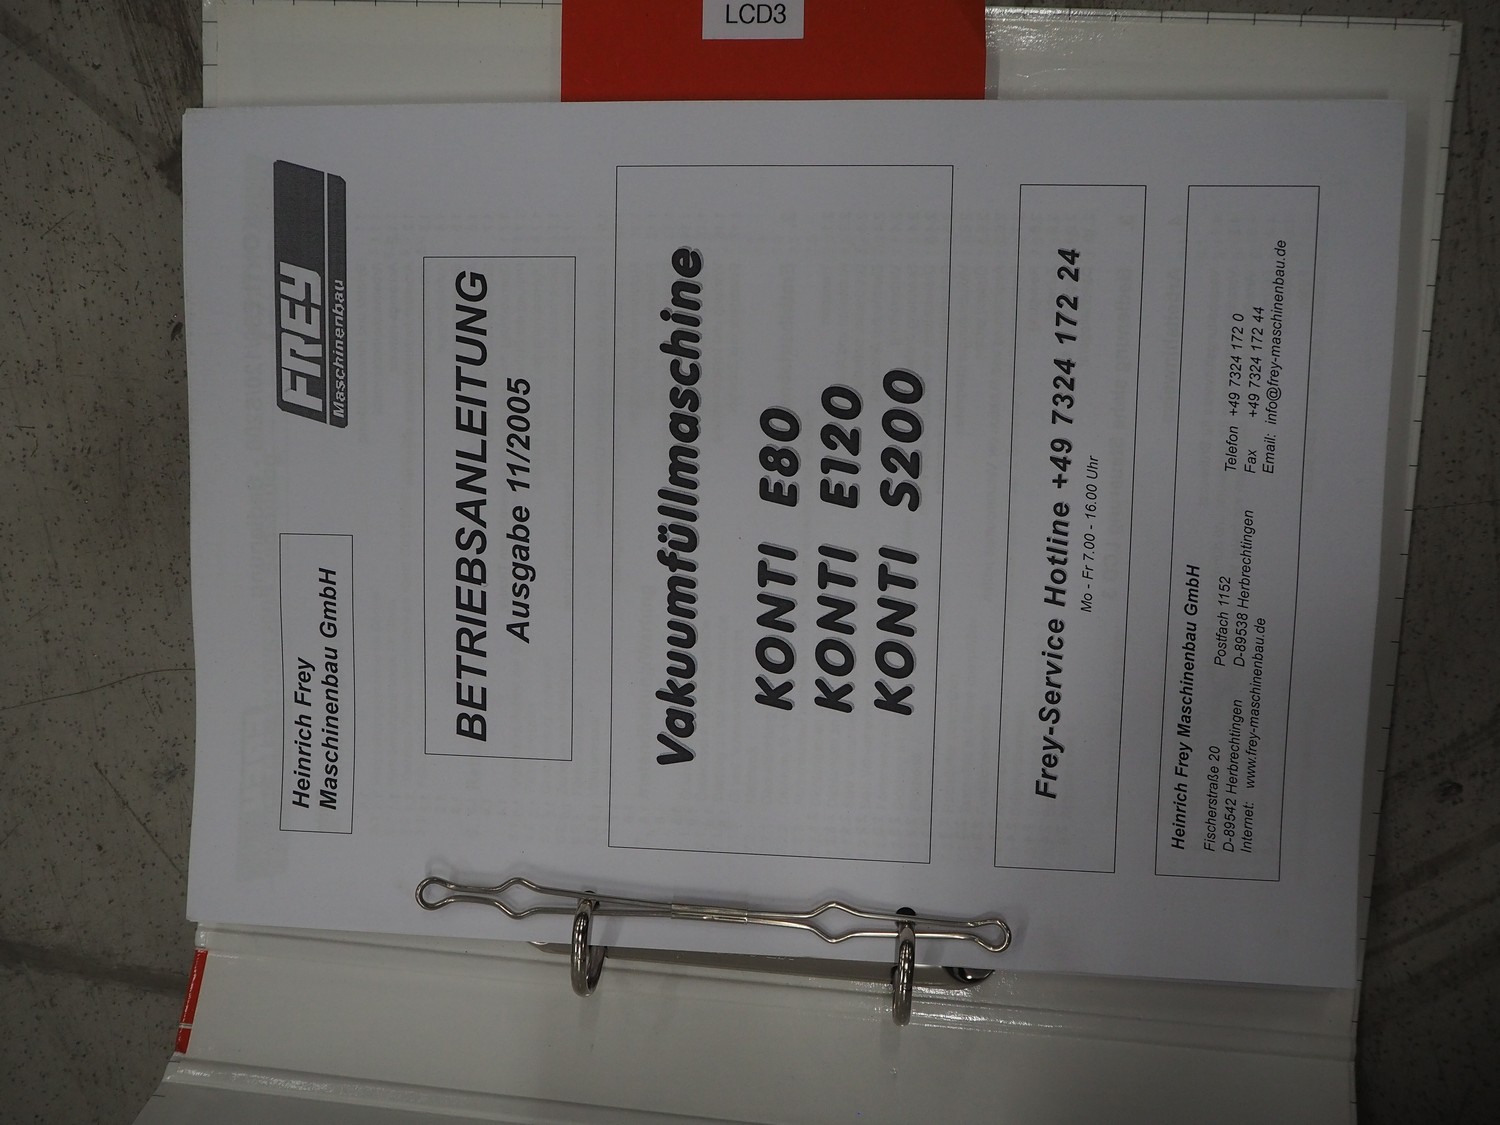 LCD3
Heinrich Frey
Maschinenbau GmbH
FREY
Maschinenbau
BETRIEBSANLEITUNG
Ausgabe 11/2005
Vakuumfüllmaschine
KONTI E80
KONTI E120
KONTI S200
Frey-Service Hotline +49 7324 172 24
Mo - Fr 7.00 - 16.00 Uhr
Heinrich Frey Maschinenbau GmbH
Fischerstraße 20 Postfach 1152 Telefon +49 7324 172 0
D-89542 Herbrechtingen D-89538 Herbrechtingen Fax +49 7324 172 44
Internet: www.frey-maschinenbau.de Email: info@frey-maschinenbau.de